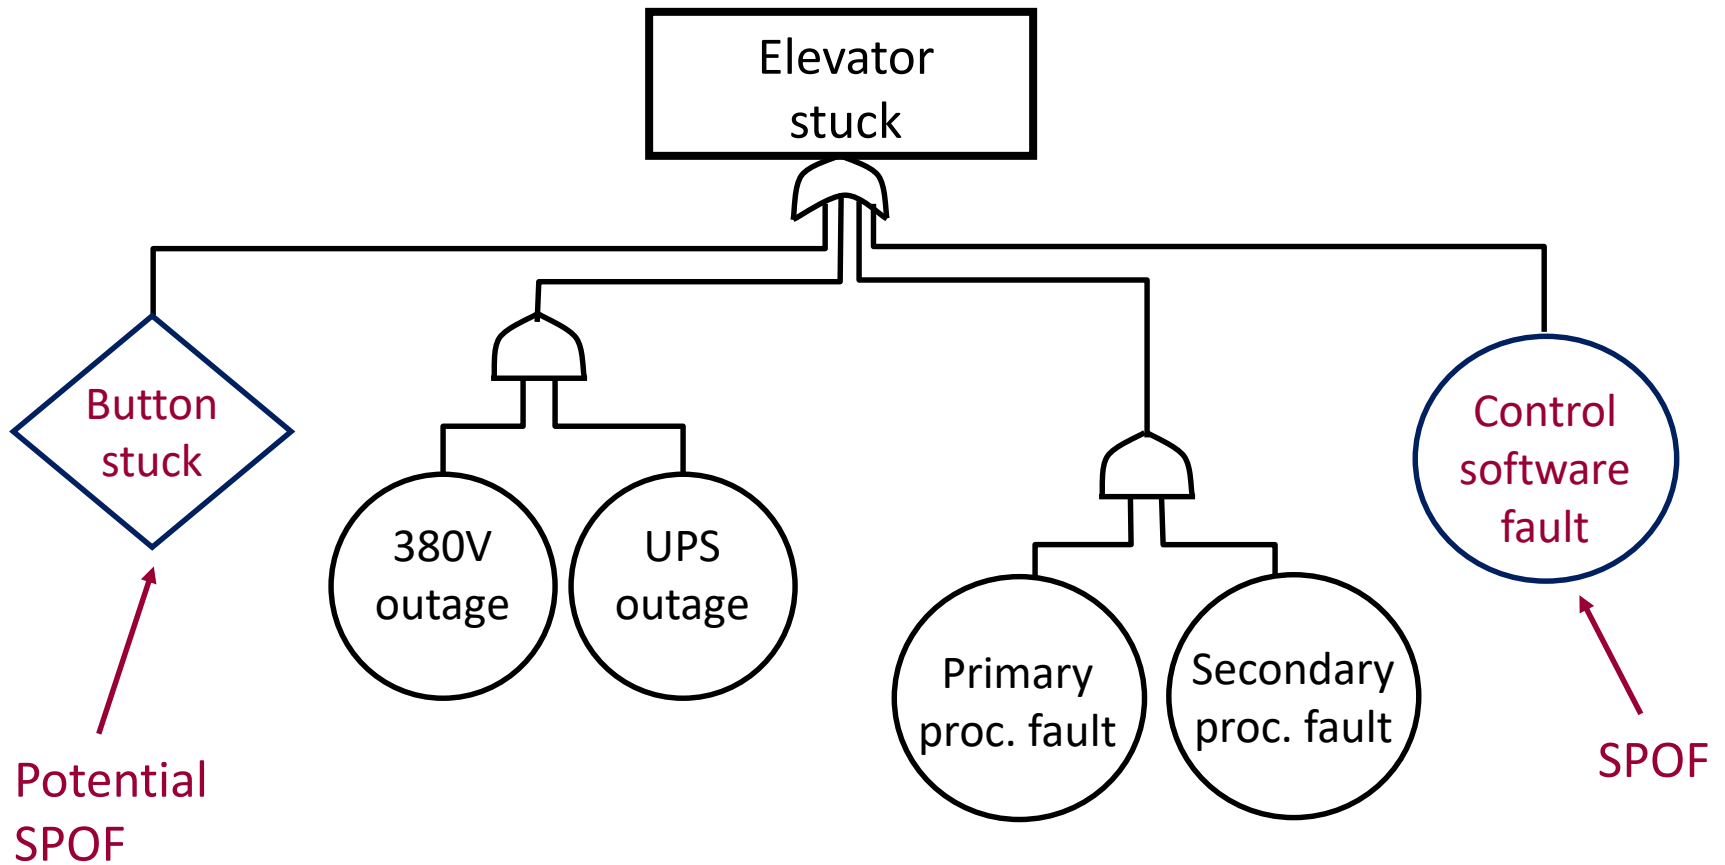 Elevator
stuck
Button
stuck
380V
outage
UPS
outage
Primary
proc. fault
Secondary
proc. fault
Control
software
fault
Potential
SPOF
SPOF